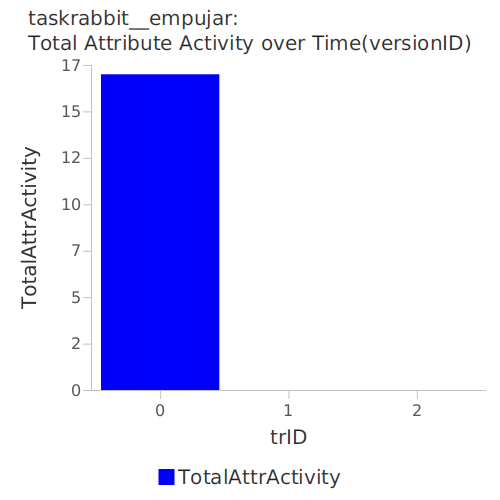 taskrabbit__empujar:
Total Attribute Activity over Time(versionID)
17
15
12
10
7
5
2
0
TotalAttrActivity
0 1 2
trID
TotalAttrActivity